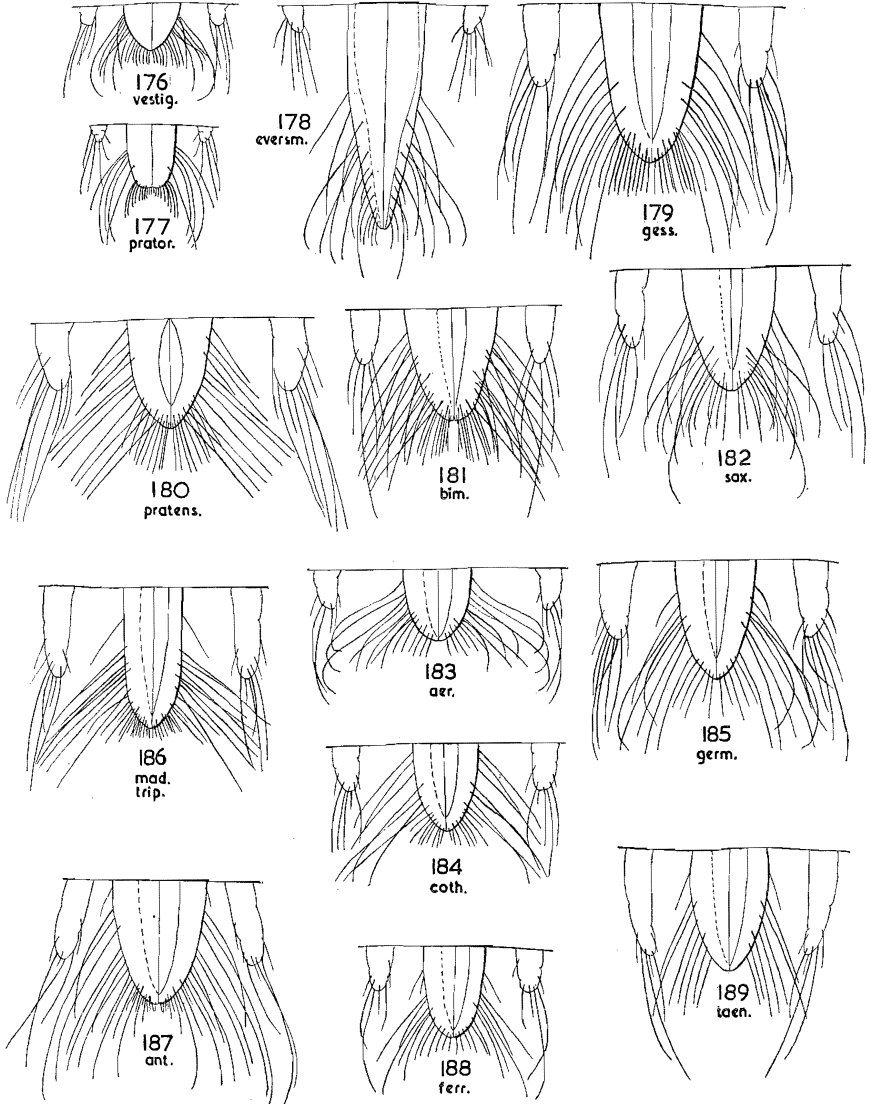 176
vestig.
177
prator.
178
eversm.
179
gess.
180
pratens.
181
bim.
182
sax.
183
aer.
184
coth.
185
germ.
186
mad.
trip.
187
ant.
188
ferr.
189
taen.